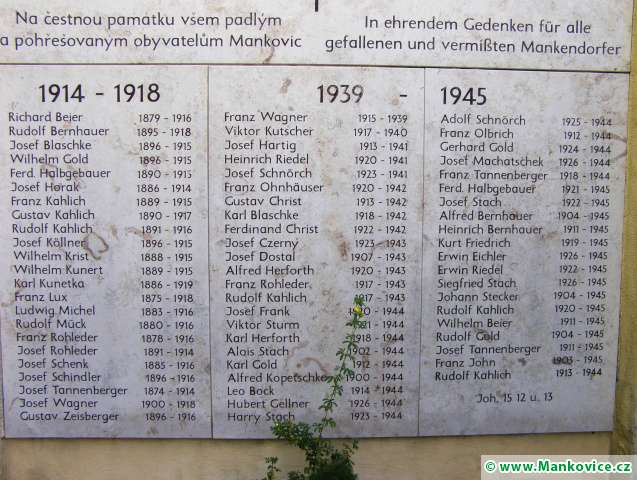 Na čestnou památku všem padlým
a pohřešovaným obyvatelům Mankovic
In ehrendem Gedenken für alle
gefallenen und vermißten Mankendorfer
1914 - 1918
Richard Beier 1879 - 1916
Rudolf Bernhauer 1895 - 1918
Josef Blaschke 1896 - 1915
Wilhelm Gold 1896 - 1915
Ferd. Halbgebauer 1890 - 1915
Josef Horak 1886 - 1914
Franz Kahlich 1889 - 1915
Gustav Kahlich 1890 - 1917
Rudolf Kahlich 1891 - 1916
Josef Köllner 1896 - 1915
Wilhelm Krist 1888 - 1915
Wilhelm Kunert 1889 - 1915
Karl Kunetka 1886 - 1919
Franz Lux 1875 - 1918
Ludwig Michel 1883 - 1916
Rudolf Mück 1880 - 1916
Franz Rohleder 1878 - 1916
Josef Rohleder 1891 - 1914
Josef Schenk 1885 - 1916
Josef Schindler 1896 - 1916
Josef Tannenberger 1874 - 1914
Josef Wagner 1900 - 1918
Gustav Zeisberger 1896 - 1916
1939 - 1945
Franz Wagner 1915 - 1939
Viktor Kutscher 1917 - 1940
Josef Hartig 1913 - 1941
Heinrich Riedel 1920 - 1941
Josef Schnörch 1923 - 1941
Franz Ohnhäuser 1920 - 1942
Gustav Christ 1913 - 1942
Karl Blaschke 1918 - 1942
Ferdinand Christ 1922 - 1942
Josef Czerny 1923 - 1943
Josef Dostal 1907 - 1943
Alfred Herforth 1920 - 1943
Franz Rohleder 1917 - 1943
Rudolf Kahlich 1917 - 1943
Josef Frank - 1944
Viktor Sturm - 1944
Karl Herforth 1918 - 1944
Alois Stach 1902 - 1944
Karl Gold 1912 - 1944
Alfred Kopetschke 1900 - 1944
Leo Bock 1914 - 1944
Hubert Gellner 1926 - 1944
Harry Stach 1923 - 1944
Adolf Schnörch 1925 - 1944
Franz Olbrich 1912 - 1944
Gerhard Gold 1924 - 1944
Josef Machatschek 1926 - 1944
Franz Tannenberger 1918 - 1944
Ferd. Halbgebauer 1921 - 1945
Josef Stach 1922 - 1945
Alfred Bernhauer 1904 - 1945
Heinrich Bernhauer 1911 - 1945
Kurt Friedrich 1919 - 1945
Erwin Eichler 1926 - 1945
Erwin Riedel 1922 - 1945
Siegfried Stach 1926 - 1945
Johann Stecker 1904 - 1945
Rudolf Kahlich 1920 - 1945
Wilhelm Beier 1911 - 1945
Rudolf Gold 1904 - 1945
Josef Tannenberger 1911 - 1945
Franz John 1903 - 1945
Rudolf Kahlich 1913 - 1944
Joh. 15 12 u. 13
© www.Mankovice.cz